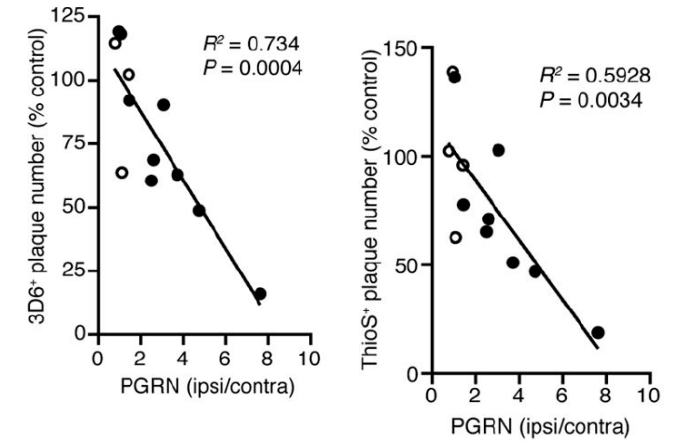 3D6⁺ plaque number (% control)
125
100
75
50
25
0
0 2 4 6 8 10
PGRN (ipsi/contra)
R² = 0.734
P = 0.0004
ThioS⁺ plaque number (% control)
150
100
50
0
0 2 4 6 8 10
PGRN (ipsi/contra)
R² = 0.5928
P = 0.0034